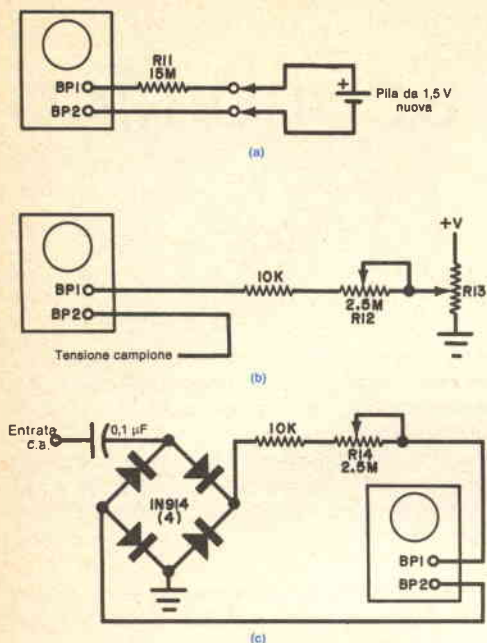 R11
15M
BP1
BP2
+
Pila da 1,5 V
nuova
(a)
+V
BP1
BP2
10K
2.5M
R12
R13
Tensione campione
(b)
Entrata
c.a.
0,1 µF
10K
R14
2.5M
IN914
(4)
BP1
BP2
(c)